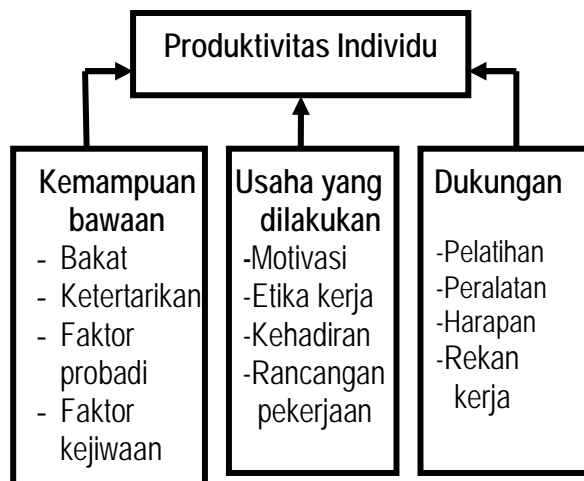 Produktivitas Individu
Kemampuan
bawaan
- Bakat
- Ketertarikan
- Faktor
probadi
- Faktor
kejiwaan
Usaha yang
dilakukan
-Motivasi
-Etika kerja
-Kehadiran
-Rancangan
pekerjaan
Dukungan
-Pelatihan
-Peralatan
-Harapan
-Rekan
kerja